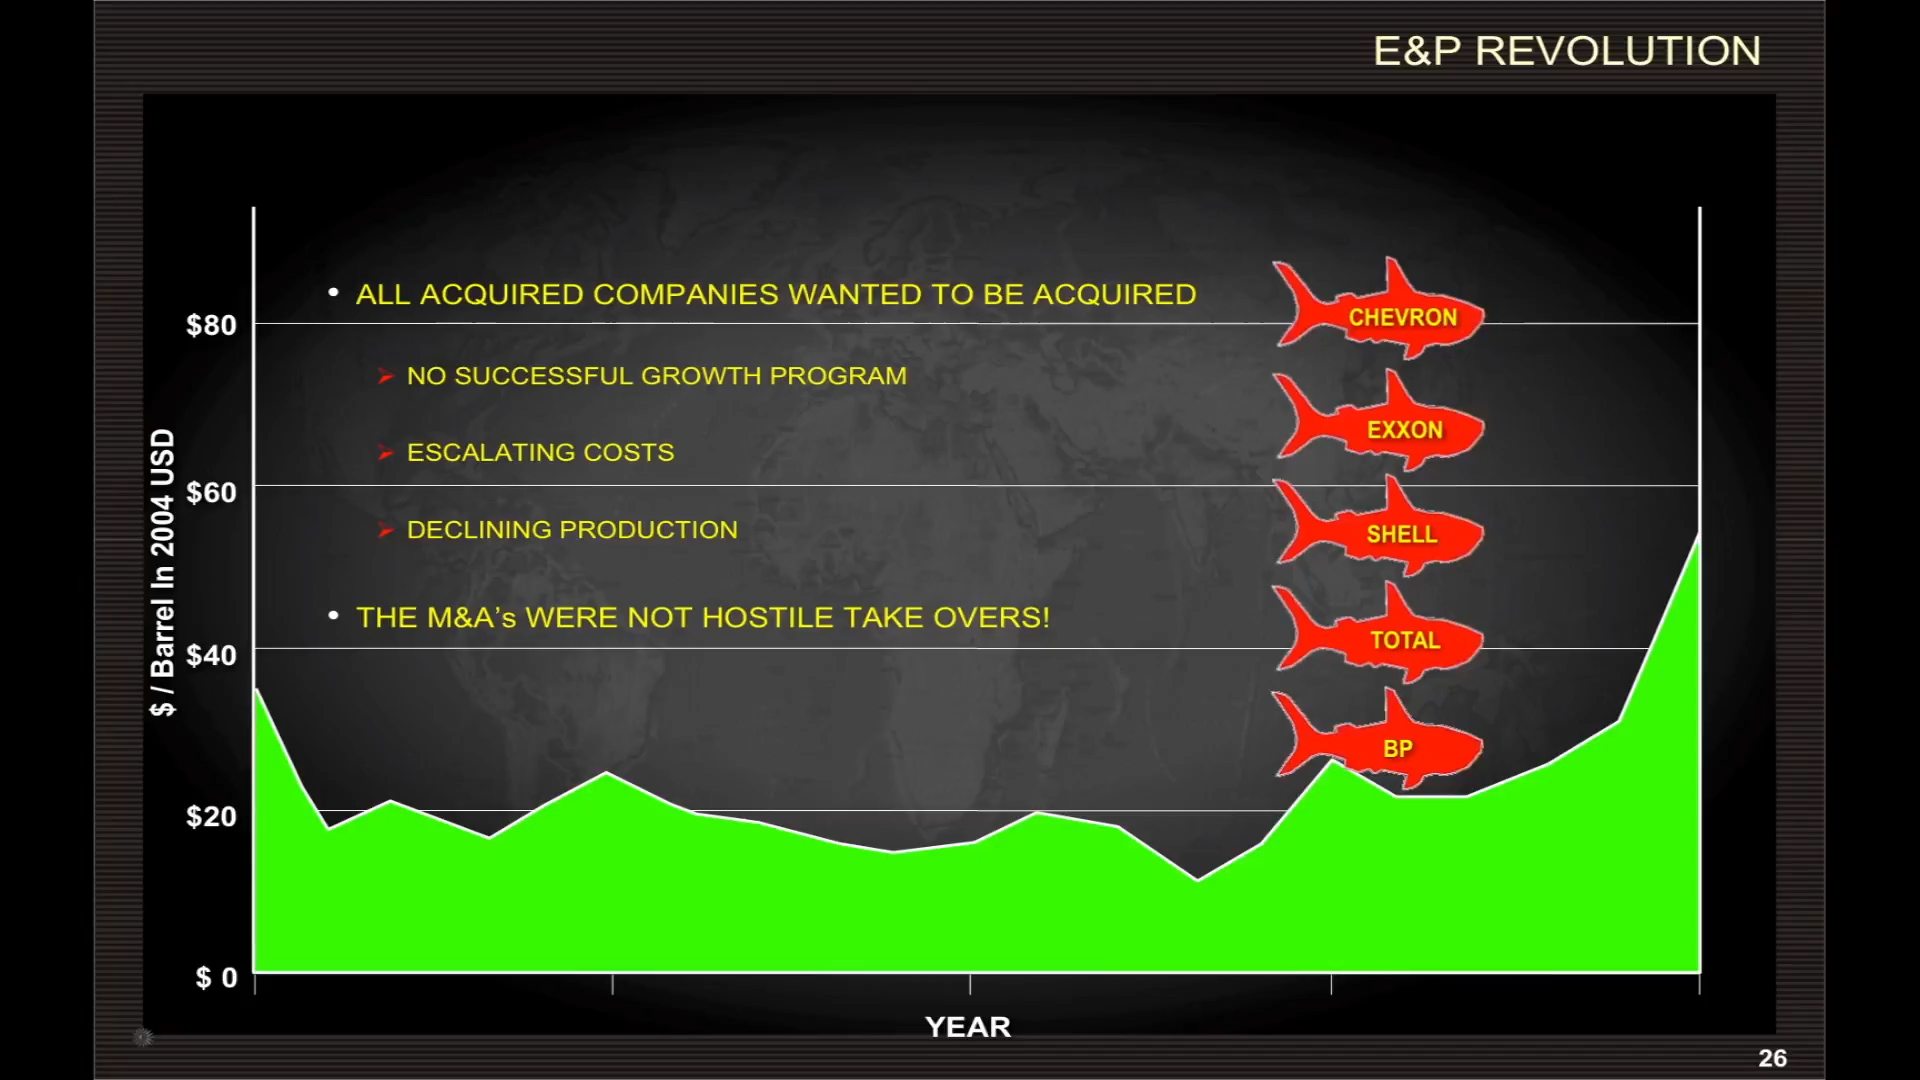 E&P REVOLUTION
• ALL ACQUIRED COMPANIES WANTED TO BE ACQUIRED
NO SUCCESSFUL GROWTH PROGRAM
ESCALATING COSTS
DECLINING PRODUCTION
• THE M&A’s WERE NOT HOSTILE TAKE OVERS!
CHEVRON
EXXON
SHELL
TOTAL
BP
$ / Barrel In 2004 USD
$80
$60
$40
$20
$ 0
YEAR
26